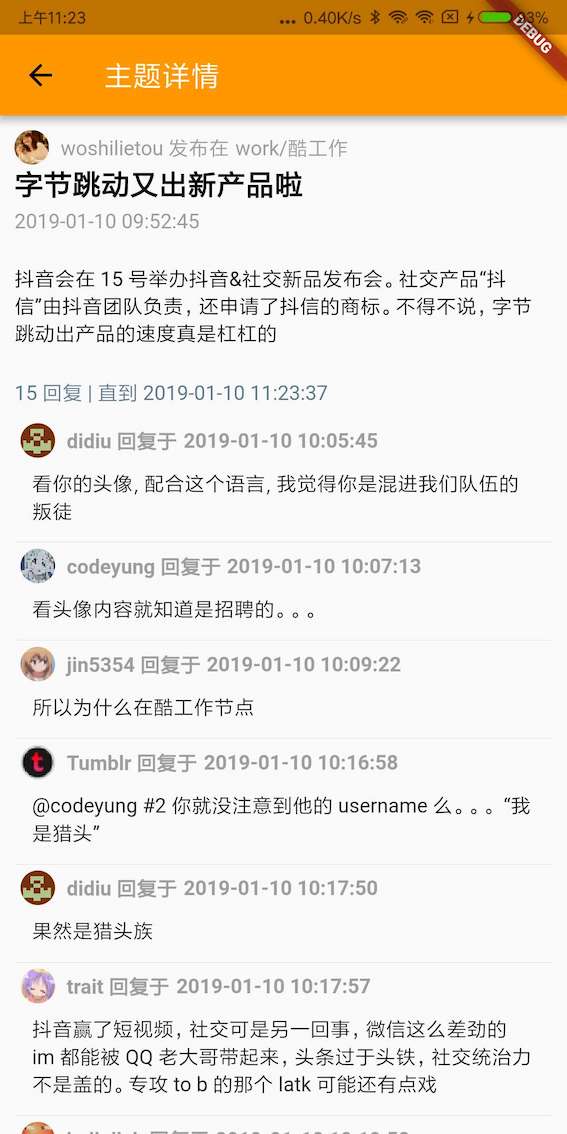 上午11:23
... 0.40K/s
93%
DEBUG
主题详情
woshilietou 发布在 work/酷工作
字节跳动又出新产品啦
2019-01-10 09:52:45
抖音会在 15 号举办抖音&社交新品发布会。社交产品“抖
信”由抖音团队负责，还申请了抖信的商标。不得不说，字节
跳动出产品的速度真是杠杠的
15 回复 | 直到 2019-01-10 11:23:37
didiu 回复于 2019-01-10 10:05:45
看你的头像, 配合这个语言, 我觉得你是混进我们队伍的
叛徒
codeyung 回复于 2019-01-10 10:07:13
看头像内容就知道是招聘的。。。
jin5354 回复于 2019-01-10 10:09:22
所以为什么在酷工作节点
t
Tumblr 回复于 2019-01-10 10:16:58
@codeyung #2 你就没注意到他的 username 么。。。“我
是猎头”
didiu 回复于 2019-01-10 10:17:50
果然是猎头族
trait 回复于 2019-01-10 10:17:57
抖音赢了短视频，社交可是另一回事，微信这么差劲的
im 都能被 QQ 老大哥带起来，头条过于头铁，社交统治力
不是盖的。专攻 to b 的那个 latk 可能还有点戏